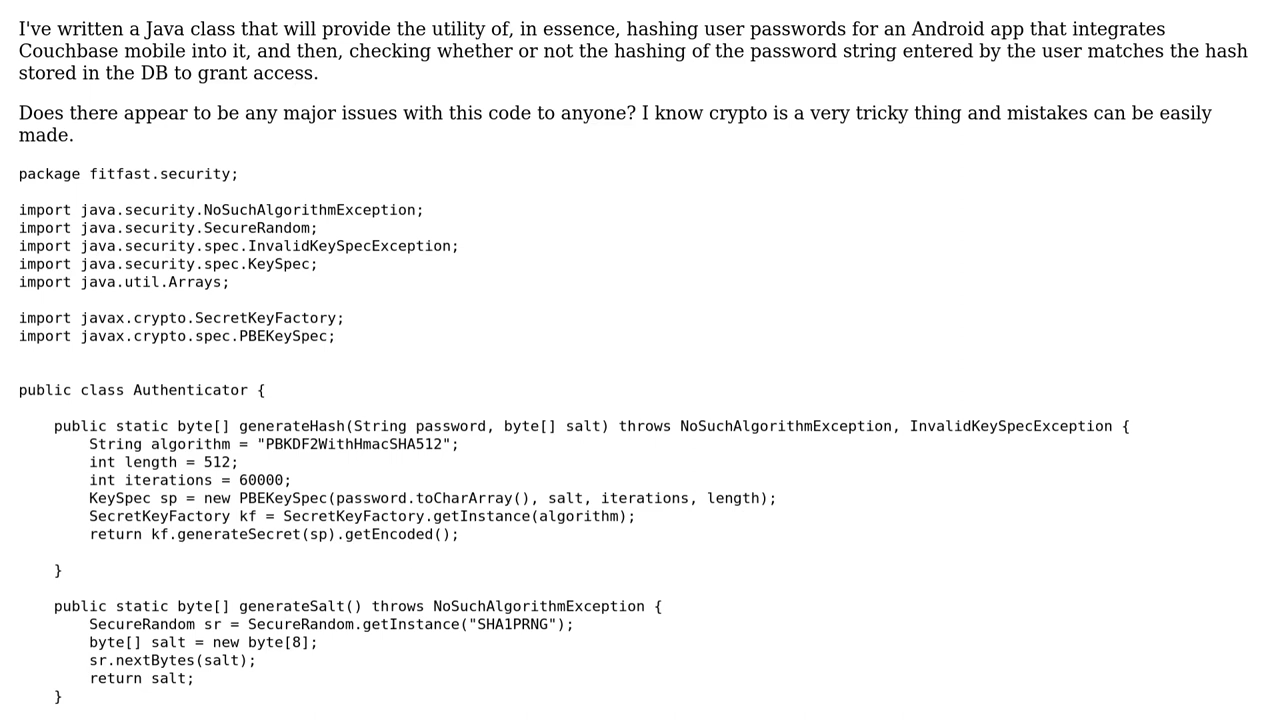 I've written a Java class that will provide the utility of, in essence, hashing user passwords for an Android app that integrates
Couchbase mobile into it, and then, checking whether or not the hashing of the password string entered by the user matches the hash
stored in the DB to grant access.
Does there appear to be any major issues with this code to anyone? I know crypto is a very tricky thing and mistakes can be easily
made.
package fitfast.security;
import java.security.NoSuchAlgorithmException;
import java.security.SecureRandom;
import java.security.spec.InvalidKeySpecException;
import java.security.spec.KeySpec;
import java.util.Arrays;
import javax.crypto.SecretKeyFactory;
import javax.crypto.spec.PBEKeySpec;
public class Authenticator {
    public static byte[] generateHash(String password, byte[] salt) throws NoSuchAlgorithmException, InvalidKeySpecException {
        String algorithm = "PBKDF2WithHmacSHA512";
        int length = 512;
        int iterations = 60000;
        KeySpec sp = new PBEKeySpec(password.toCharArray(), salt, iterations, length);
        SecretKeyFactory kf = SecretKeyFactory.getInstance(algorithm);
        return kf.generateSecret(sp).getEncoded();
    }
    public static byte[] generateSalt() throws NoSuchAlgorithmException {
        SecureRandom sr = SecureRandom.getInstance("SHA1PRNG");
        byte[] salt = new byte[8];
        sr.nextBytes(salt);
        return salt;
    }